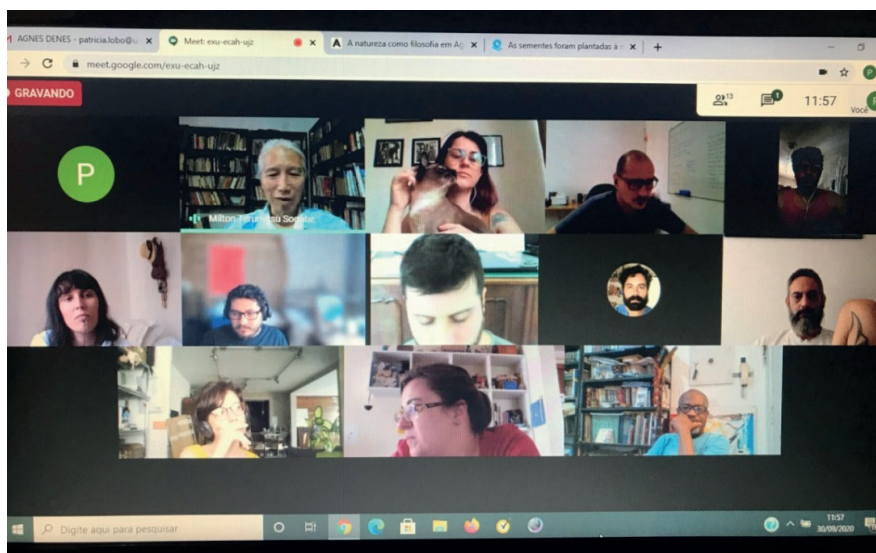 AGNES DENES - patricia.lobo@u
Meet: exu-ecah-ujz
A natureza como filosofia em Ag
As sementes foram plantadas à
meet.google.com/exu-ecah-ujz
GRAVANDO
13
1
11:57
Você
P
Milton Terumitsu Sogabe
Digite aqui para pesquisar
11:57
30/09/2020